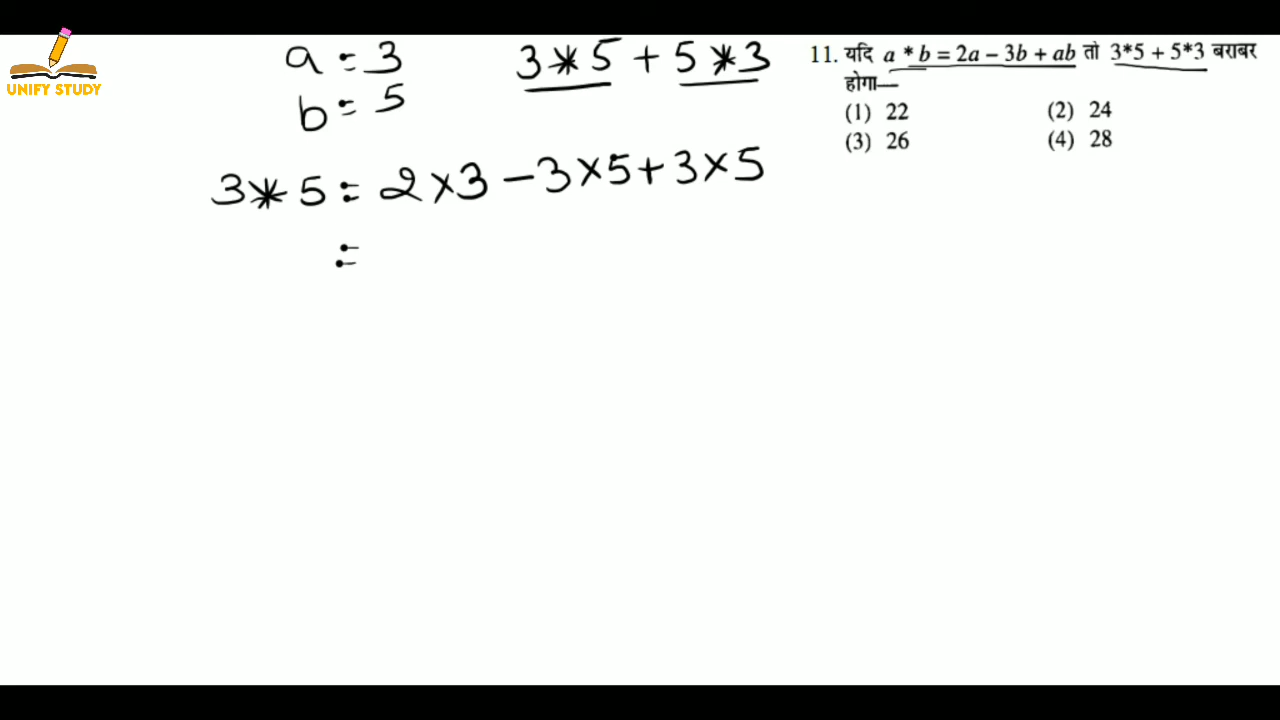 UNIFY STUDY
a = 3
b = 5
3*5 + 5*3
3*5 = 2×3 - 3×5 + 3×5
=
11. यदि a * b = 2a – 3b + ab तो 3*5 + 5*3 बराबर
होगा—
(1) 22 (2) 24
(3) 26 (4) 28